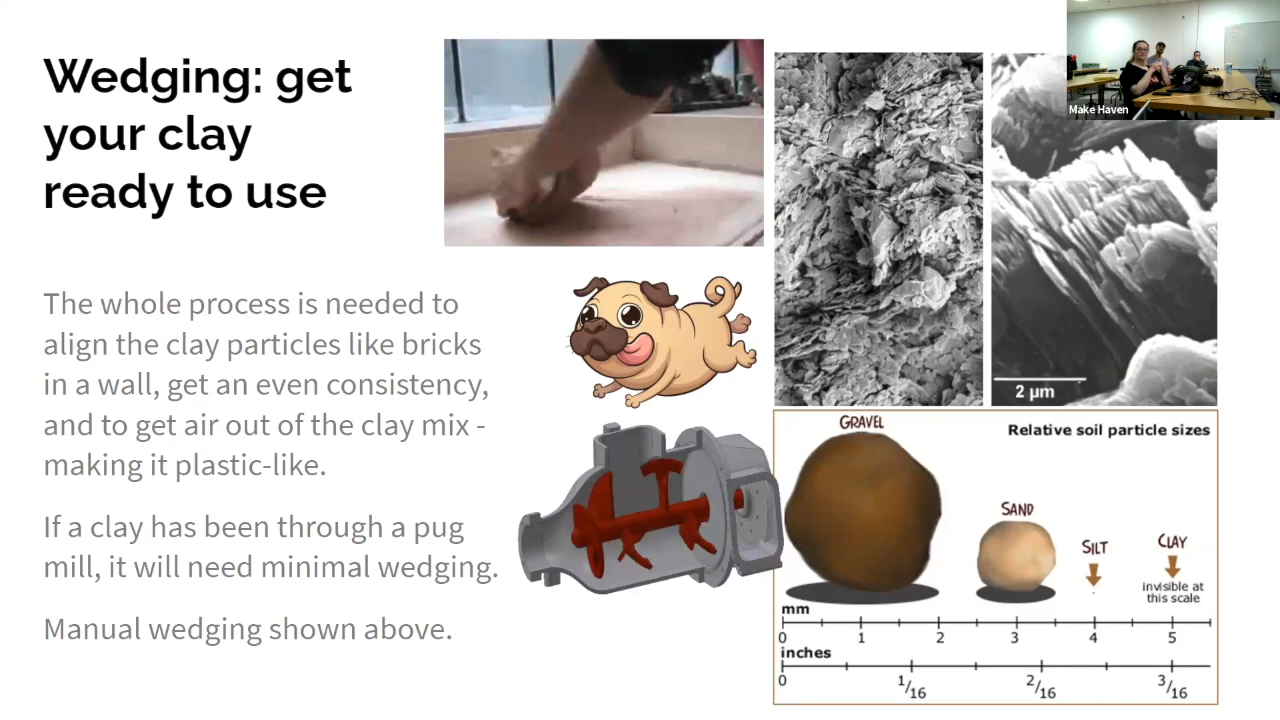 Wedging: get
your clay
ready to use
The whole process is needed to
align the clay particles like bricks
in a wall, get an even consistency,
and to get air out of the clay mix -
making it plastic-like.
If a clay has been through a pug
mill, it will need minimal wedging.
Manual wedging shown above.
Make Haven
2 μm
Relative soil particle sizes
GRAVEL
SAND
SILT
CLAY
invisible at
this scale
mm
0 1 2 3 4 5
inches
0 1/16 2/16 3/16